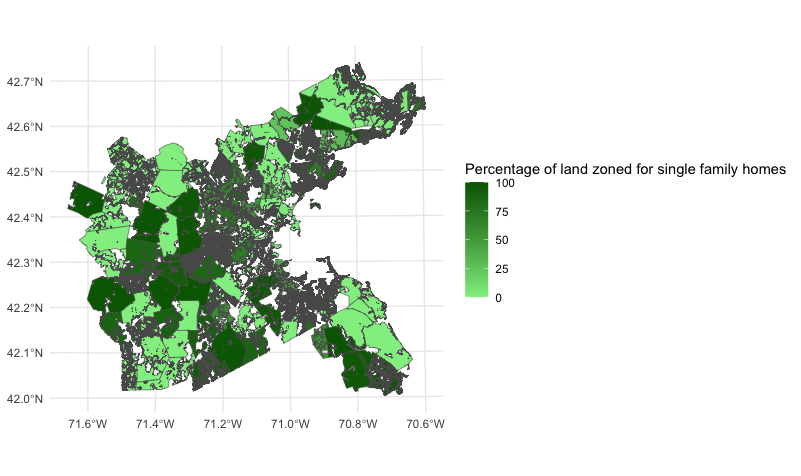 42.7°N
42.6°N
42.5°N
42.4°N
42.3°N
42.2°N
42.1°N
42.0°N
71.6°W 71.4°W 71.2°W 71.0°W 70.8°W 70.6°W
Percentage of land zoned for single family homes
100
75
50
25
0